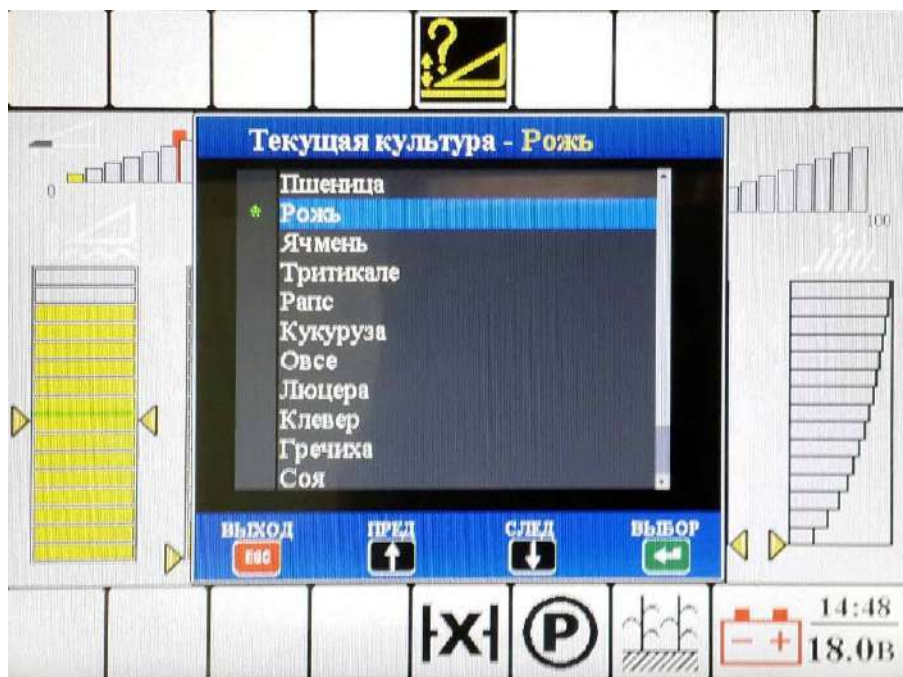 ?
Текущая культура - Рожь
0
100
Пшеница
* Рожь
Ячмень
Тритикале
Рапс
Кукуруза
Овсе
Люцера
Клевер
Гречиха
Соя
ВЫХОД ПРЕД СЛЕД ВЫБОР
ESC
X P
14:48
- + 18.0В